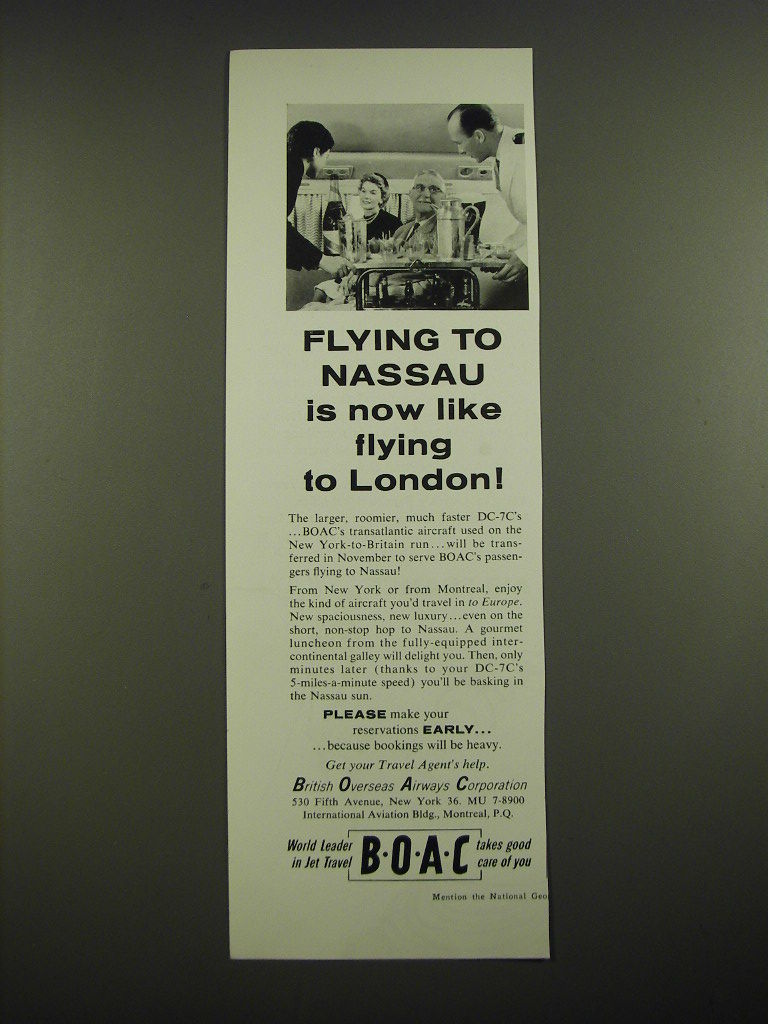 FLYING TO
NASSAU
is now like
flying
to London!
The larger, roomier, much faster DC-7C's
...BOAC's transatlantic aircraft used on the
New York-to-Britain run...will be trans-
ferred in November to serve BOAC's passen-
gers flying to Nassau!
From New York or from Montreal, enjoy
the kind of aircraft you'd travel in to Europe.
New spaciousness, new luxury...even on the
short, non-stop hop to Nassau. A gourmet
luncheon from the fully-equipped inter-
continental galley will delight you. Then, only
minutes later (thanks to your DC-7C's
5-miles-a-minute speed) you'll be basking in
the Nassau sun.
PLEASE make your
reservations EARLY...
...because bookings will be heavy.
Get your Travel Agent's help.
British Overseas Airways Corporation
530 Fifth Avenue, New York 36. MU 7-8900
International Aviation Bldg., Montreal, P.Q.
World Leader
in Jet Travel
B·O·A·C
takes good
care of you
Mention the National Geo